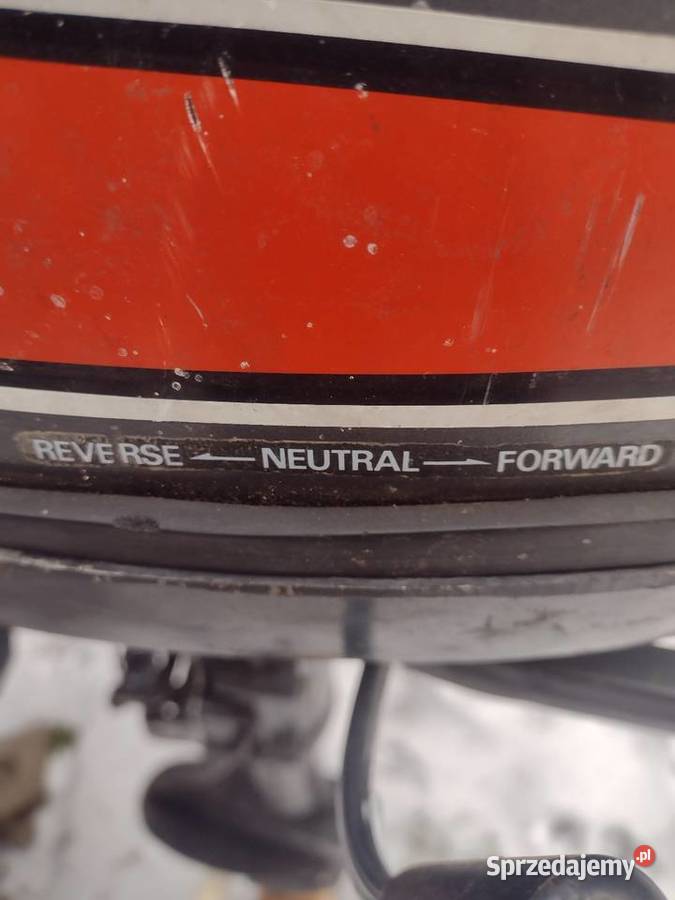 REVERSE ← NEUTRAL → FORWARD
Sprzedajemy.pl